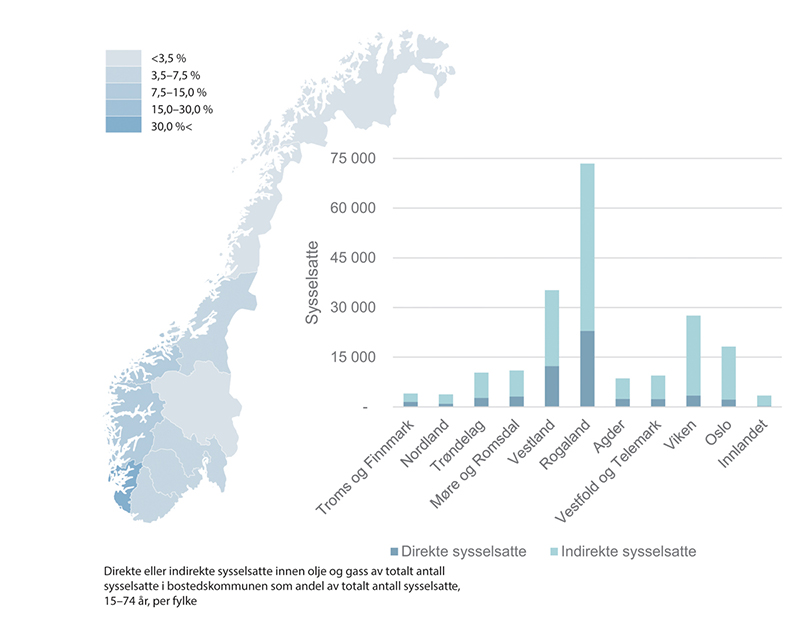 <3,5 %
3,5–7,5 %
7,5–15,0 %
15,0–30,0 %
30,0 %<
75 000
60 000
45 000
30 000
15 000
-
Sysselsatte
Troms og Finnmark
Nordland
Trøndelag
Møre og Romsdal
Vestland
Rogaland
Agder
Vestfold og Telemark
Viken
Oslo
Innlandet
Direkte sysselsatte
Indirekte sysselsatte
Direkte eller indirekte sysselsatte innen olje og gass av totalt antall
sysselsatte i bostedskommunen som andel av totalt antall sysselsatte,
15–74 år, per fylke